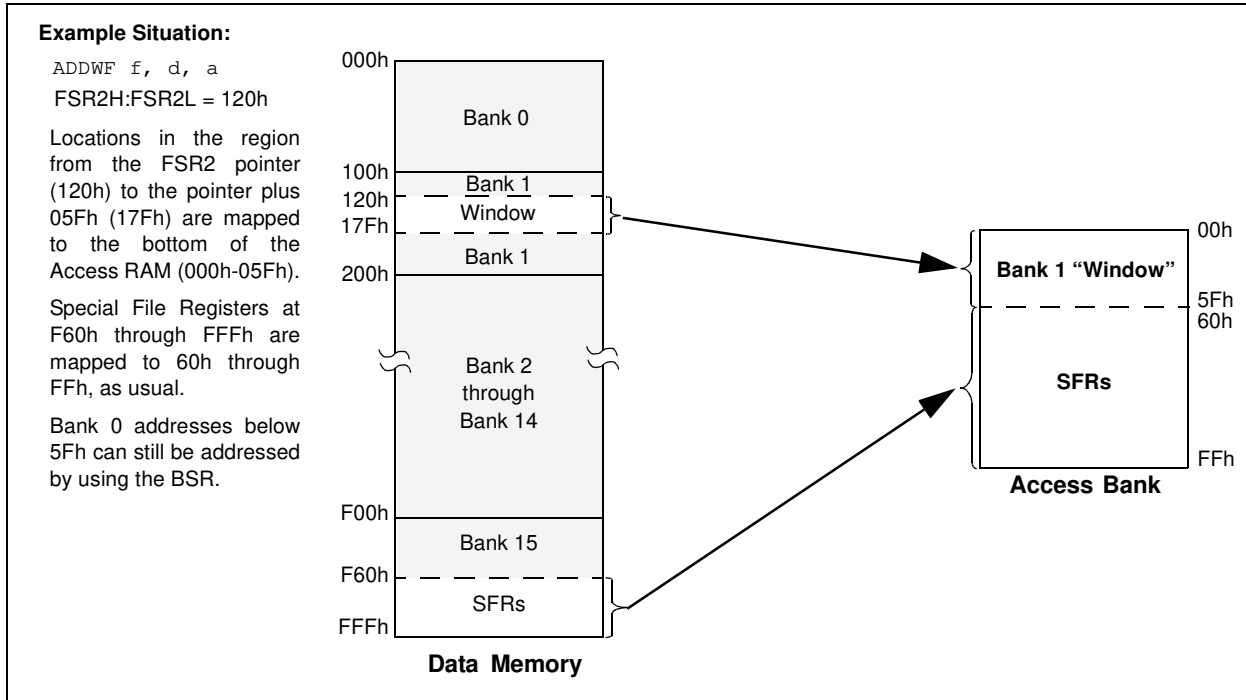 Example Situation:
ADDWF f, d, a
FSR2H:FSR2L = 120h
Locations in the region
from the FSR2 pointer
(120h) to the pointer plus
05Fh (17Fh) are mapped
to the bottom of the
Access RAM (000h-05Fh).
Special File Registers at
F60h through FFFh are
mapped to 60h through
FFh, as usual.
Bank 0 addresses below
5Fh can still be addressed
by using the BSR.
000h
Bank 0
100h
Bank 1
120h
Window
17Fh
Bank 1
200h
Bank 2
through
Bank 14
F00h
Bank 15
F60h
SFRs
FFFh
Data Memory
00h
Bank 1 “Window”
5Fh
60h
SFRs
FFh
Access Bank